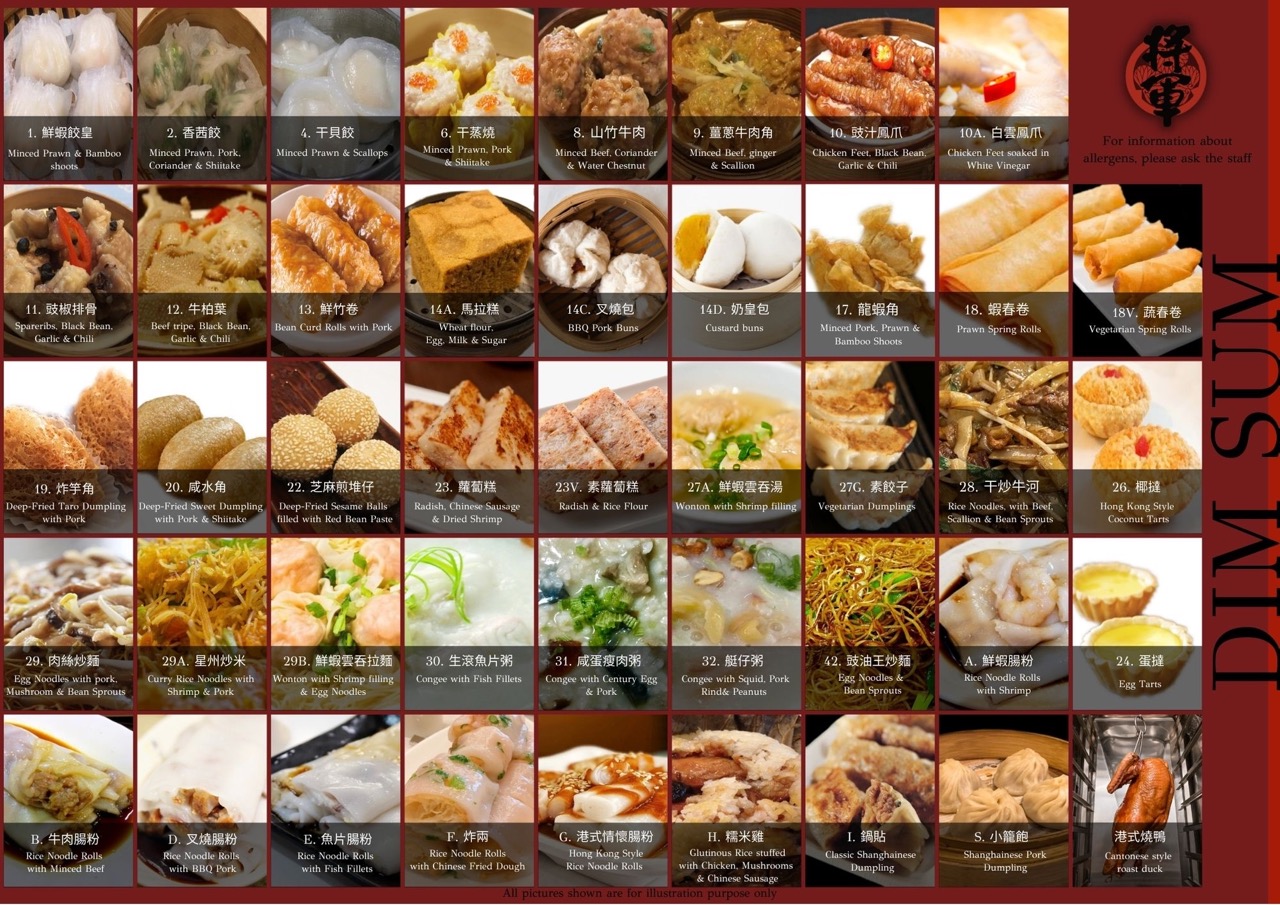 1. 鮮蝦餃皇
Minced Prawn & Bamboo
shoots
2. 香茜餃
Minced Prawn, Pork,
Coriander & Shiitake
4. 干貝餃
Minced Prawn & Scallops
6. 干蒸燒
Minced Prawn, Pork
& Shiitake
8. 山竹牛肉
Minced Beef, Coriander
& Water Chestnut
9. 薑蔥牛肉角
Minced Beef, ginger
& Scallion
10. 豉汁鳳爪
Chicken Feet, Black Bean,
Garlic & Chili
10A. 白雲鳳爪
Chicken Feet soaked in
White Vinegar
將軍
For information about
allergens, please ask the staff
11. 豉椒排骨
Spareribs, Black Bean,
Garlic & Chili
12. 牛柏葉
Beef tripe, Black Bean,
Garlic & Chili
13. 鮮竹卷
Bean Curd Rolls with Pork
14A. 馬拉糕
Wheat flour,
Egg, Milk & Sugar
14C. 叉燒包
BBQ Pork Buns
14D. 奶皇包
Custard buns
17. 龍蝦角
Minced Pork, Prawn &
Bamboo Shoots
18. 蝦春卷
Prawn Spring Rolls
18V. 蔬春卷
Vegetarian Spring Rolls
DIM SUM
19. 炸芋角
Deep-Fried Taro Dumpling
with Pork
20. 咸水角
Deep-Fried Sweet Dumpling
with Pork & Shiitake
22. 芝麻煎堆仔
Deep-Fried Sesame Balls
filled with Red Bean Paste
23. 蘿蔔糕
Radish, Chinese Sausage
& Dried Shrimp
23V. 素蘿蔔糕
Radish & Rice Flour
27A. 鮮蝦雲吞湯
Wonton with Shrimp filling
27G. 素餃子
Vegetarian Dumplings
28. 干炒牛河
Rice Noodles, with Beef,
Scallion & Bean Sprouts
26. 椰撻
Hong Kong Style
Coconut Tarts
29. 肉絲炒麵
Egg Noodles with pork,
Mushroom & Bean Sprouts
29A. 星州炒米
Curry Rice Noodles with
Shrimp & Pork
29B. 鮮蝦雲吞拉麵
Wonton with Shrimp filling
& Egg Noodles
30. 生滾魚片粥
Congee with Fish Fillets
31. 咸蛋瘦肉粥
Congee with Century Egg
& Pork
32. 艇仔粥
Congee with Squid, Pork
Rind& Peanuts
42. 豉油王炒麵
Egg Noodles &
Bean Sprouts
A. 鮮蝦腸粉
Rice Noodle Rolls
with Shrimp
24. 蛋撻
Egg Tarts
B. 牛肉腸粉
Rice Noodle Rolls
with Minced Beef
D. 叉燒腸粉
Rice Noodle Rolls
with BBQ Pork
E. 魚片腸粉
Rice Noodle Rolls
with Fish Fillets
F. 炸兩
Rice Noodle Rolls
with Chinese Fried Dough
G. 港式情懷腸粉
Hong Kong Style
Rice Noodle Rolls
H. 糯米雞
Glutinous Rice stuffed
with Chicken, Mushrooms
& Chinese Sausage
I. 鍋貼
Classic Shanghainese
Dumpling
S. 小籠飽
Shanghainese Pork
Dumpling
港式燒鴨
Cantonese style
roast duck
All pictures shown are for illustration purpose only